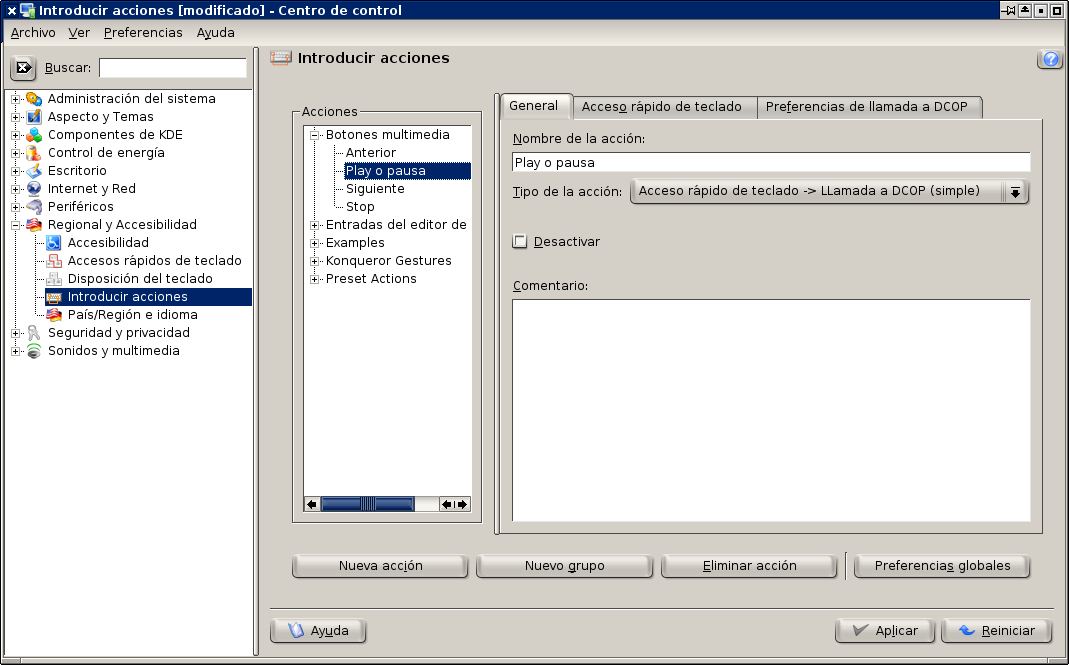 Introducir acciones [modificado] - Centro de control
Archivo Ver Preferencias Ayuda
Buscar:
Administración del sistema
Aspecto y Temas
Componentes de KDE
Control de energía
Escritorio
Internet y Red
Periféricos
Regional y Accesibilidad
Accesibilidad
Accesos rápidos de teclado
Disposición del teclado
Introducir acciones
País/Región e idioma
Seguridad y privacidad
Sonidos y multimedia
Introducir acciones
Acciones
Botones multimedia
Anterior
Play o pausa
Siguiente
Stop
Entradas del editor de
Examples
Konqueror Gestures
Preset Actions
General Acceso rápido de teclado Preferencias de llamada a DCOP
Nombre de la acción:
Play o pausa
Tipo de la acción: Acceso rápido de teclado -> LLamada a DCOP (simple)
Desactivar
Comentario:
Nueva acción Nuevo grupo Eliminar acción Preferencias globales
Ayuda Aplicar Reiniciar